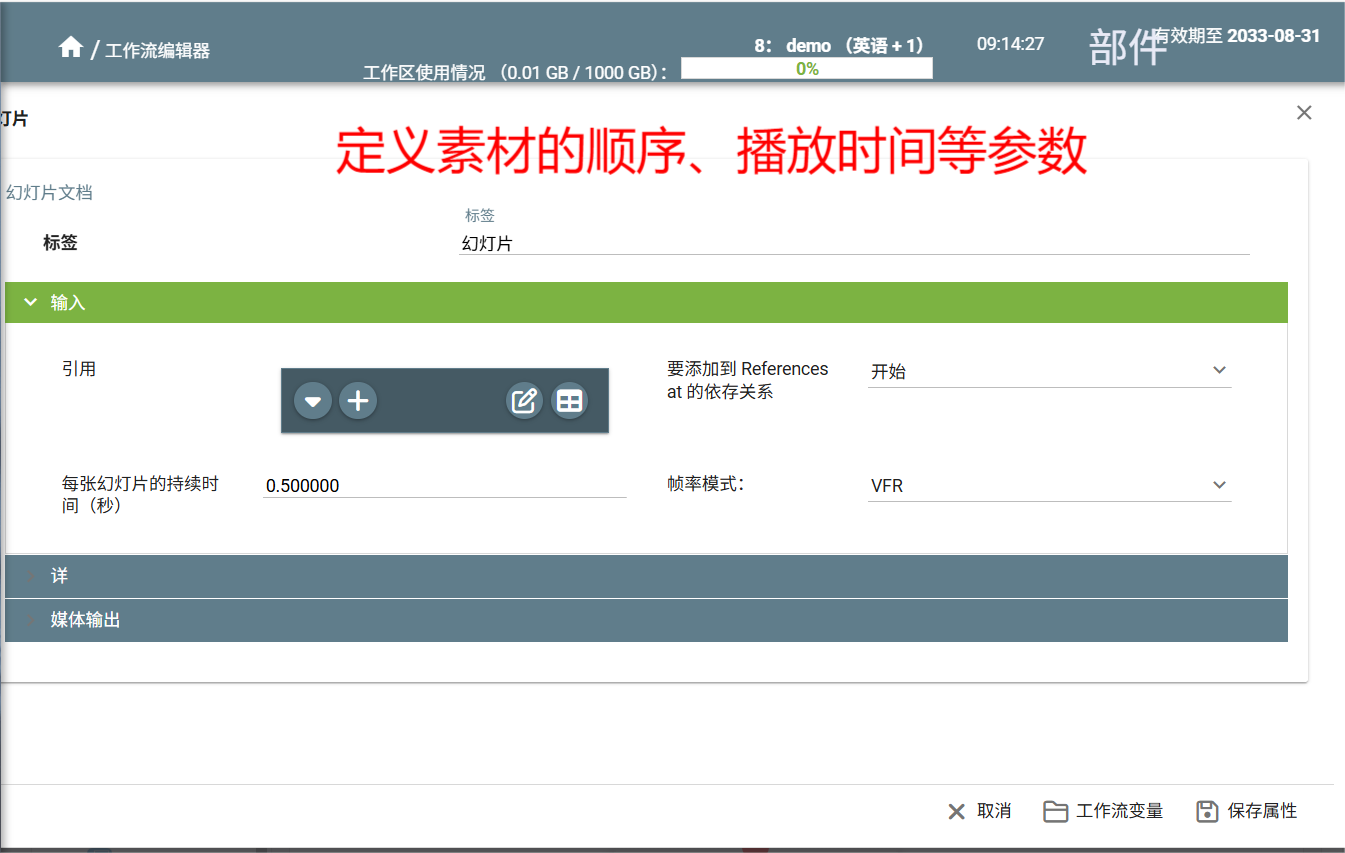 / 工作流编辑器
8： demo （英语 + 1）
09:14:27
部件
有效期至 2033-08-31
工作区使用情况 （0.01 GB / 1000 GB）：
0%
灯片
定义素材的顺序、播放时间等参数
幻灯片文档
标签
标签
幻灯片
输入
引用
要添加到 References
at 的依存关系
开始
每张幻灯片的持续时
间（秒）
0.500000
帧率模式：
VFR
详
媒体输出
取消
工作流变量
保存属性